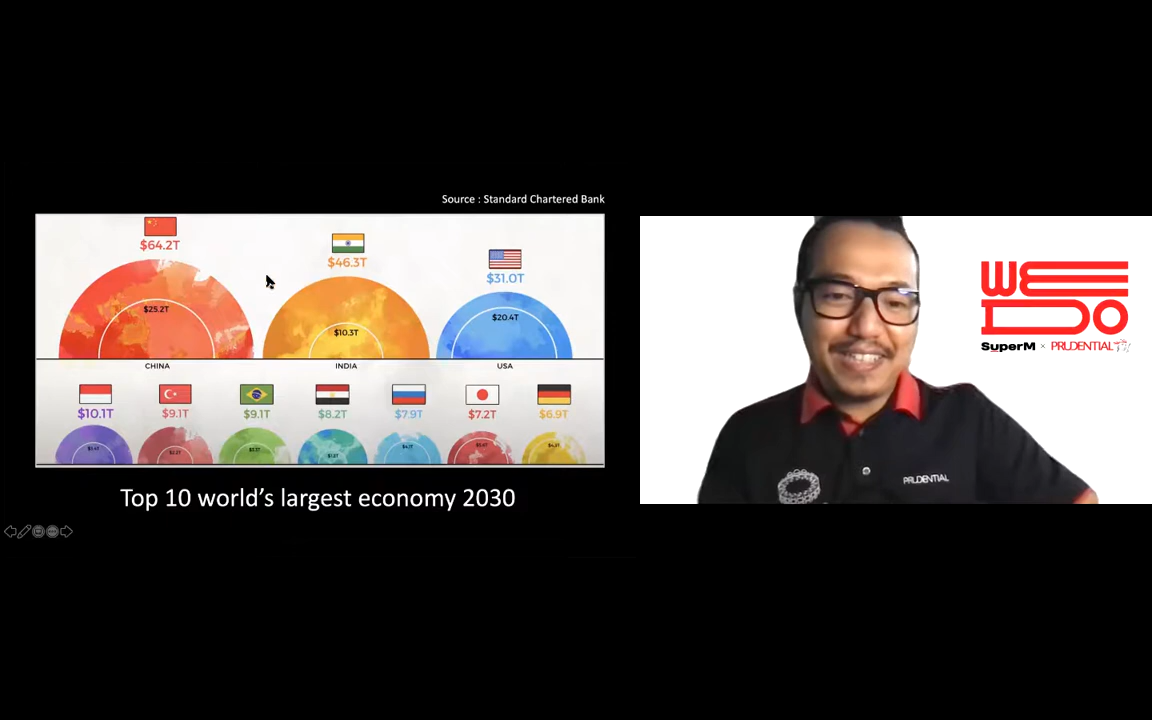 Source : Standard Chartered Bank
$64.2T
$46.3T
$31.0T
$25.2T
$10.3T
$20.4T
CHINA
INDIA
USA
$10.1T
$9.1T
$9.1T
$8.2T
$7.9T
$7.2T
$6.9T
Top 10 world's largest economy 2030
WE
DO
SuperM × PRUDENTIAL
PRUDENTIAL